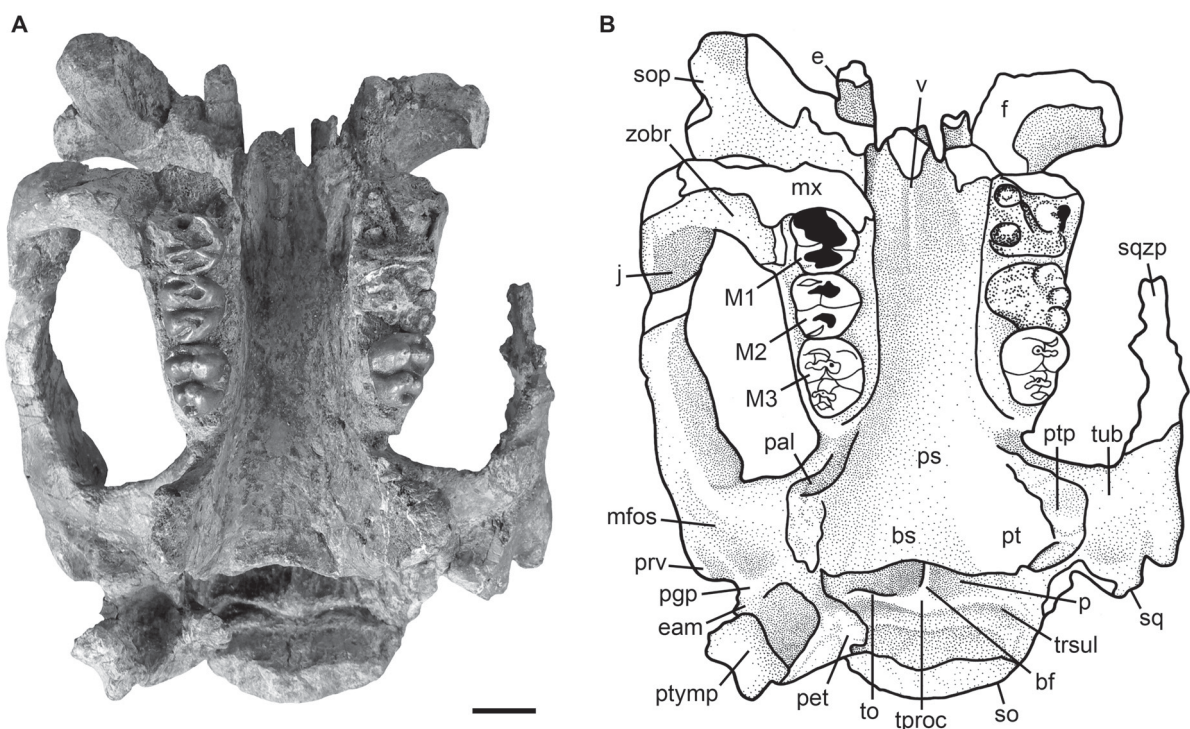 A
B
sop
e
v
f
zobr
mx
sqzp
j
M1
M2
M3
pal
ps
ptp
tub
mfos
bs
pt
prv
pgp
p
eam
sq
trsul
ptymp
pet
bf
to
so
tproc